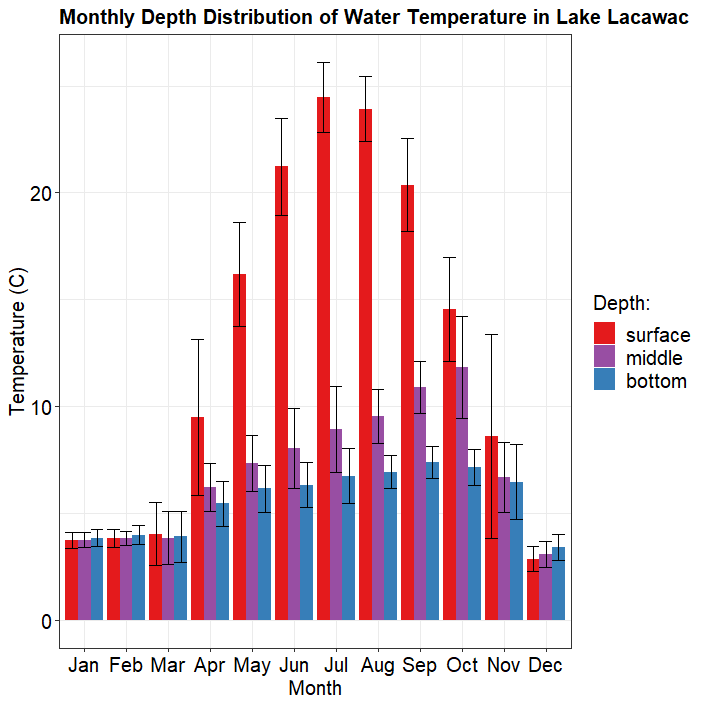 Monthly Depth Distribution of Water Temperature in Lake Lacawac
Temperature (C)
20
10
0
Jan Feb Mar Apr May Jun Jul Aug Sep Oct Nov Dec
Month
Depth:
surface
middle
bottom